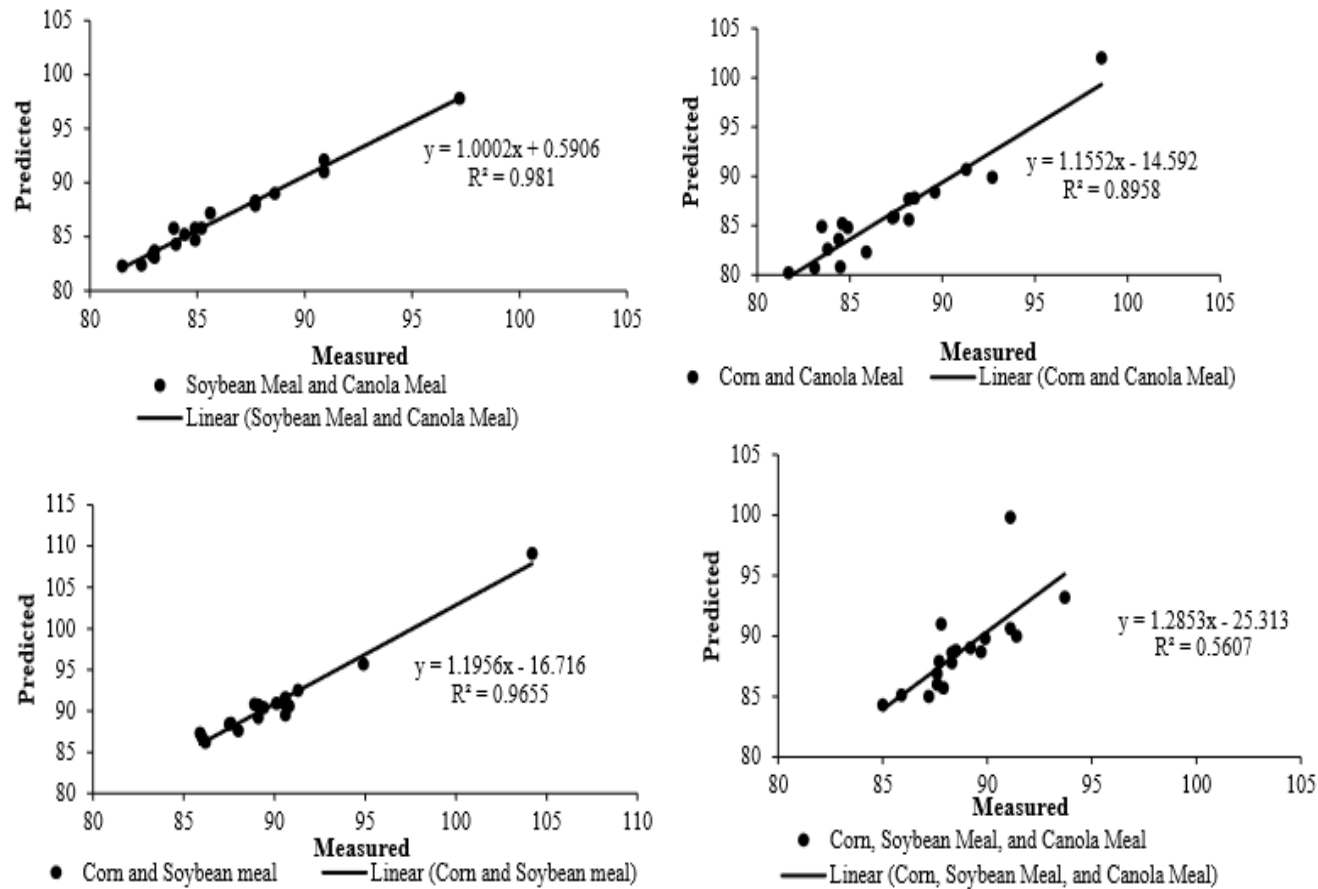 105
100
95
90
85
80
Predicted
y = 1.0002x + 0.5906
R² = 0.981
80 85 90 95 100 105
Measured
Soybean Meal and Canola Meal
Linear (Soybean Meal and Canola Meal)
105
100
95
90
85
80
Predicted
y = 1.1552x - 14.592
R² = 0.8958
80 85 90 95 100 105
Measured
Corn and Canola Meal Linear (Corn and Canola Meal)
115
110
105
100
95
90
85
80
Predicted
y = 1.1956x - 16.716
R² = 0.9655
80 85 90 95 100 105 110
Measured
Corn and Soybean meal Linear (Corn and Soybean meal)
105
100
95
90
85
80
Predicted
y = 1.2853x - 25.313
R² = 0.5607
80 85 90 95 100 105
Measured
Corn, Soybean Meal, and Canola Meal
Linear (Corn, Soybean Meal, and Canola Meal)